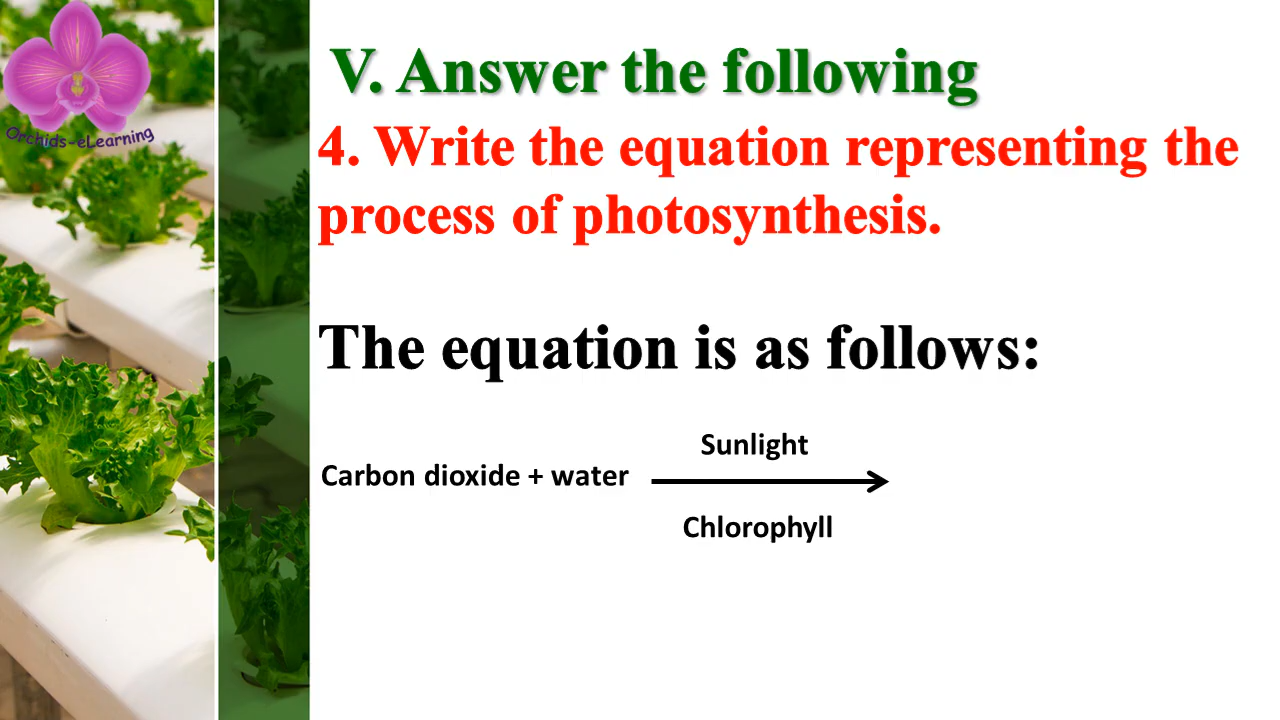 Orchids-eLearning
V. Answer the following
4. Write the equation representing the
process of photosynthesis.
The equation is as follows:
Sunlight
Carbon dioxide + water
Chlorophyll